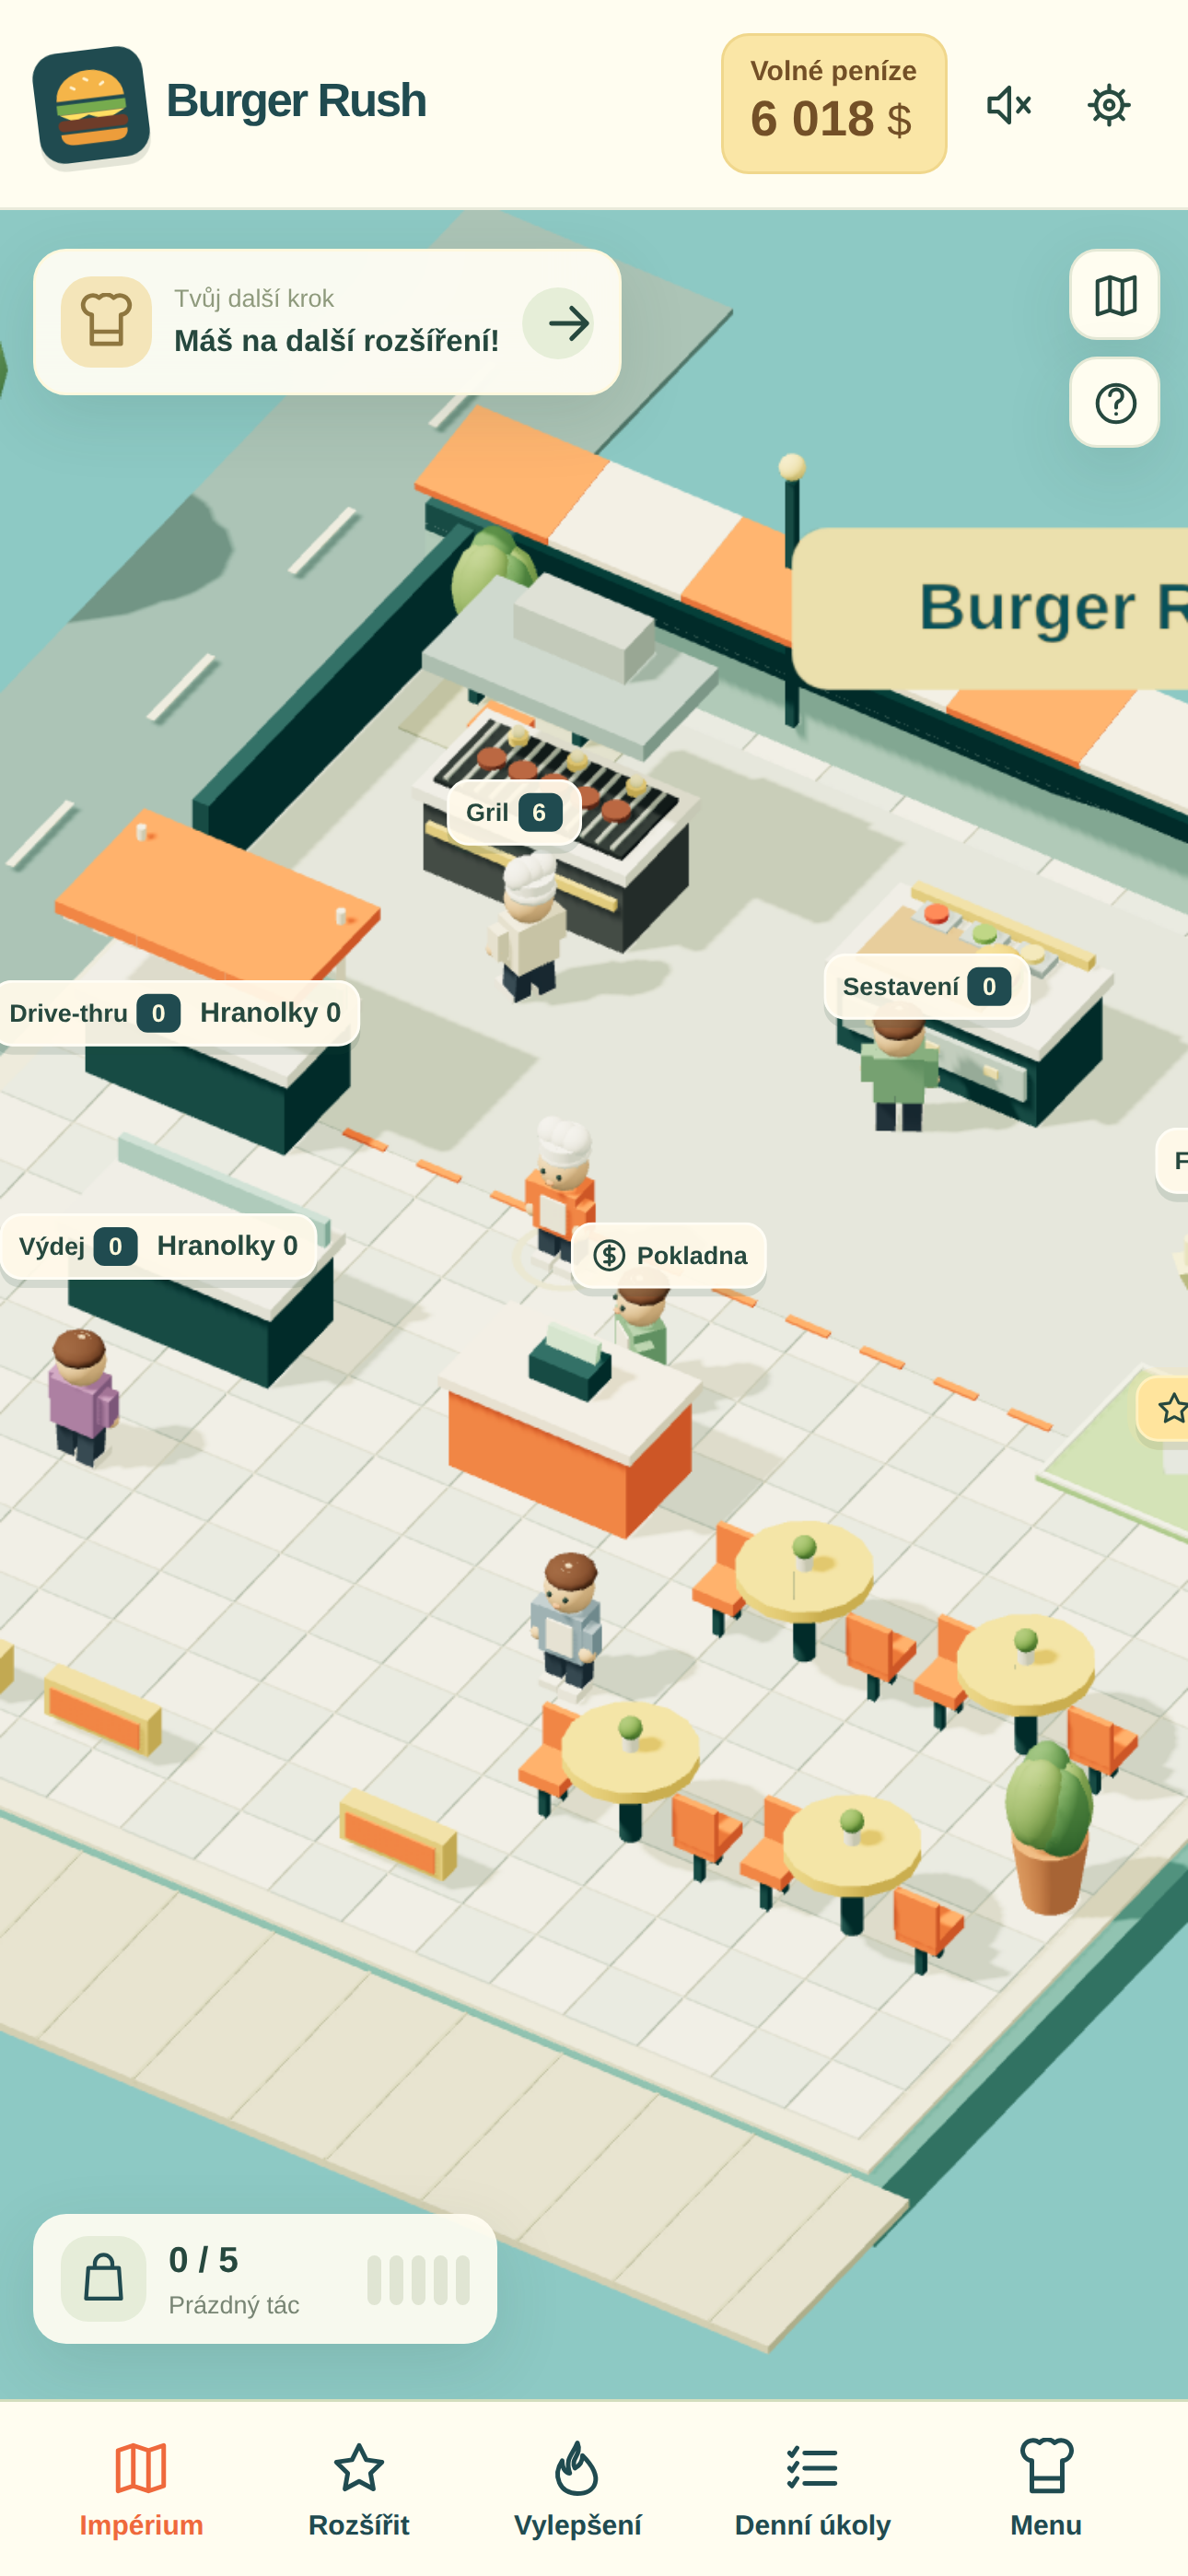 Burger Rush
Volné peníze
6 018 $
Tvůj další krok
Máš na další rozšíření!
Burger R
Gril 6
Sestavení 0
Drive-thru 0 Hranolky 0
F
Výdej 0 Hranolky 0
Pokladna
0 / 5
Prázdný tác
Impérium
Rozšířit
Vylepšení
Denní úkoly
Menu